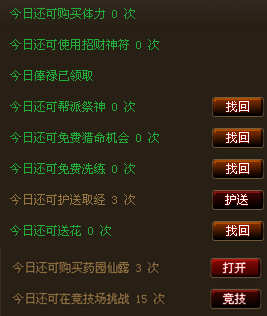 今日还可购买体力 0 次
今日还可使用招财神符 0 次
今日俸禄已领取
今日还可帮派祭神 0 次 找回
今日还可免费猎命机会 0 次 找回
今日还可免费洗练 0 次 找回
今日还可护送取经 3 次 护送
今日还可送花 0 次 找回
今日还可购买药园仙露 3 次 打开
今日还可在竞技场挑战 15 次 竞技